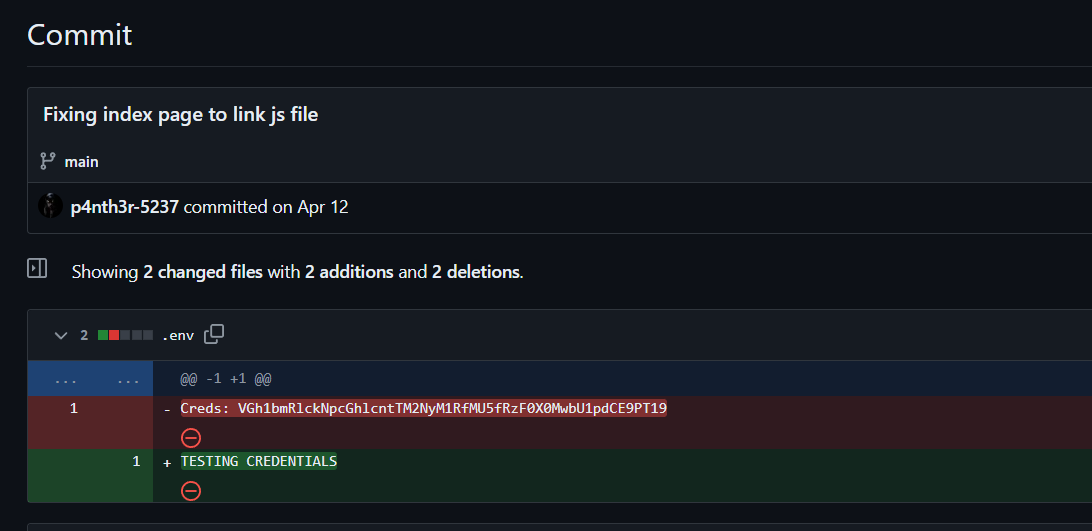 Commit
Fixing index page to link js file
main
p4nth3r-5237 committed on Apr 12
Showing 2 changed files with 2 additions and 2 deletions.
2 .env
... ... @@ -1 +1 @@
1 - Creds: VGh1bmRlckNpcGhlcntTM2NyM1RfMU5fRzF0X0MwbU1pdCE9PT19
1 + TESTING CREDENTIALS